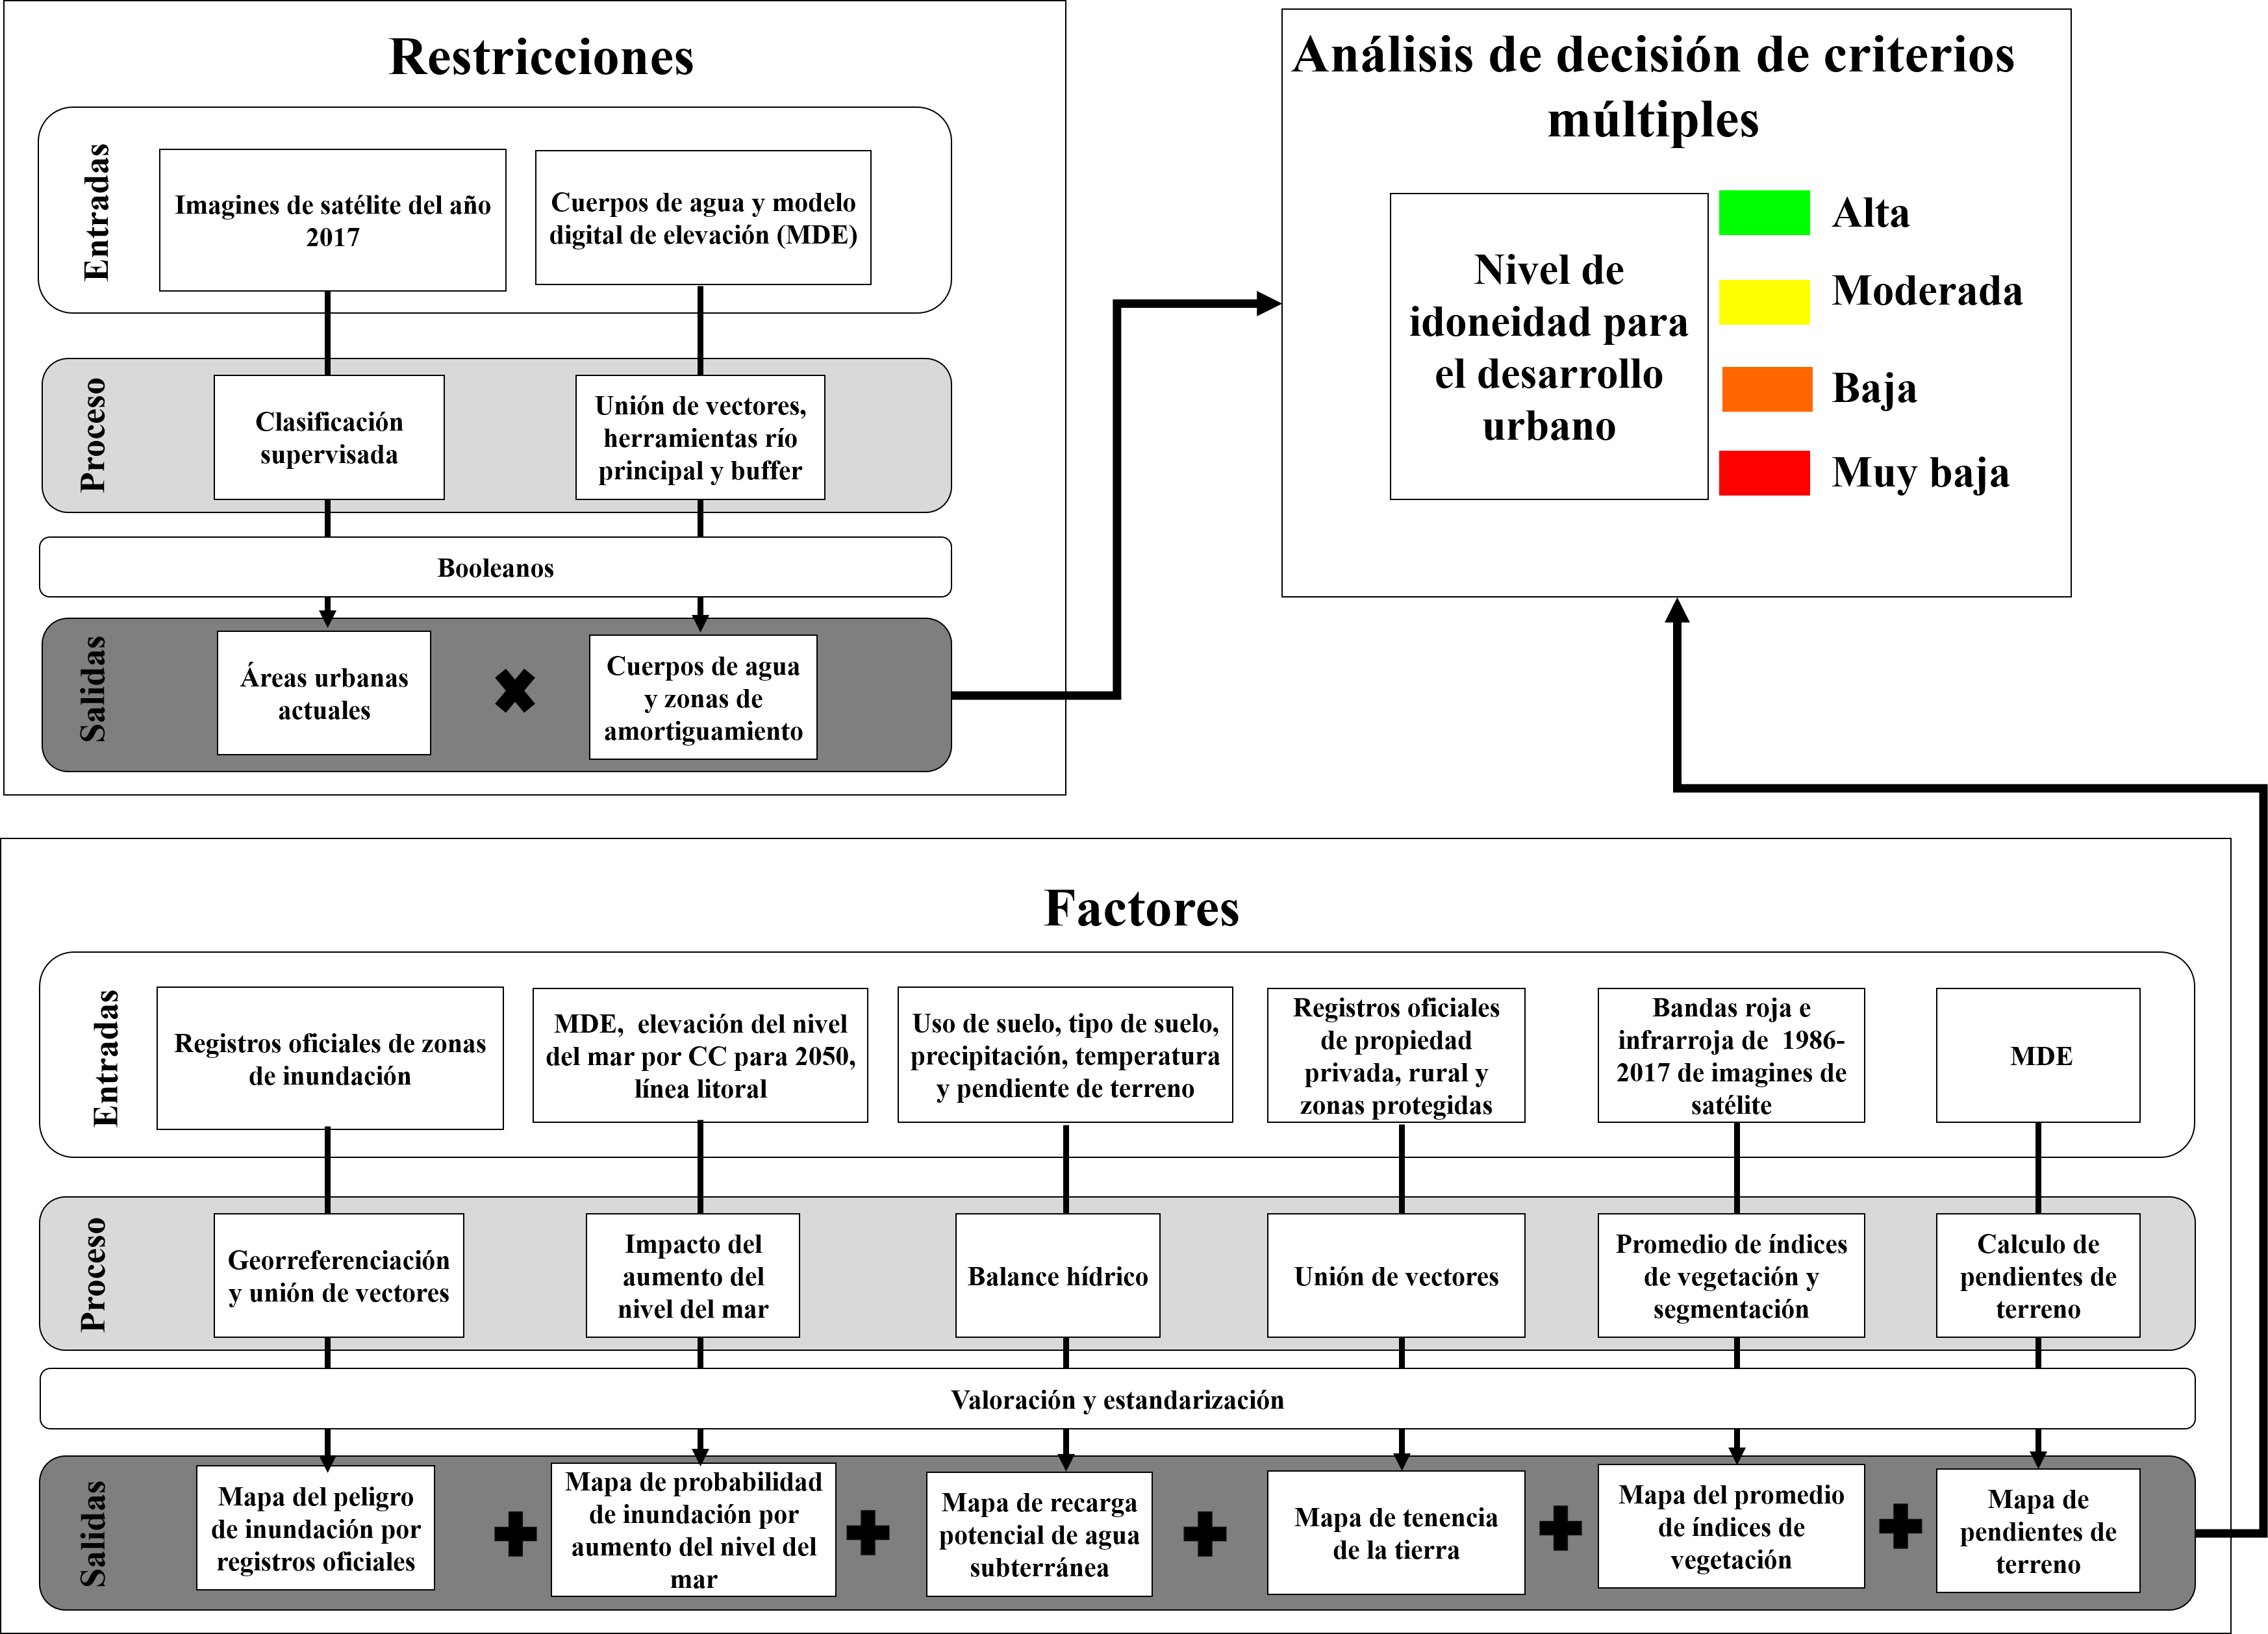 Restricciones
Entradas
Imagines de satélite del año
2017
Cuerpos de agua y modelo
digital de elevación (MDE)
Proceso
Clasificación
supervisada
Unión de vectores,
herramientas río
principal y buffer
Booleanos
Salidas
Áreas urbanas
actuales
Cuerpos de agua
y zonas de
amortiguamiento
Análisis de decisión de criterios
múltiples
Nivel de
idoneidad para
el desarrollo
urbano
Alta
Moderada
Baja
Muy baja
Factores
Entradas
Registros oficiales de zonas
de inundación
MDE, elevación del nivel
del mar por CC para 2050,
línea litoral
Uso de suelo, tipo de suelo,
precipitación, temperatura
y pendiente de terreno
Registros oficiales
de propiedad
privada, rural y
zonas protegidas
Bandas roja e
infrarroja de 1986-
2017 de imagines de
satélite
MDE
Proceso
Georreferenciación
y unión de vectores
Impacto del
aumento del
nivel del mar
Balance hídrico
Unión de vectores
Promedio de índices
de vegetación y
segmentación
Calculo de
pendientes de
terreno
Valoración y estandarización
Salidas
Mapa del peligro
de inundación por
registros oficiales
Mapa de probabilidad
de inundación por
aumento del nivel del
mar
Mapa de recarga
potencial de agua
subterránea
Mapa de tenencia
de la tierra
Mapa del promedio
de índices de
vegetación
Mapa de
pendientes de
terreno